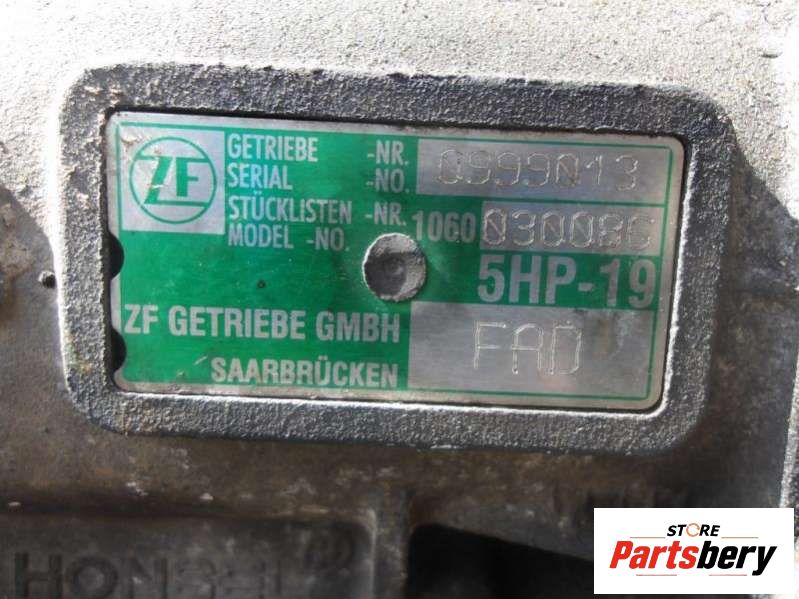 ZF
GETRIEBE -NR. 0999013
SERIAL -NO.
STÜCKLISTEN -NR. 1060 030086
MODEL -NO.
5HP-19
ZF GETRIEBE GMBH
SAARBRÜCKEN
FAD
STORE
Partsbery